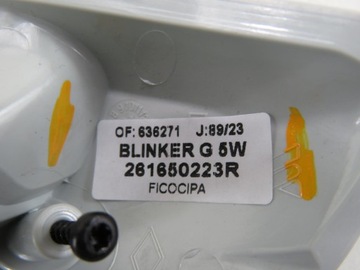 OF: 636271 J:89/23
BLINKER G 5W
261650223R
FICOCIPA